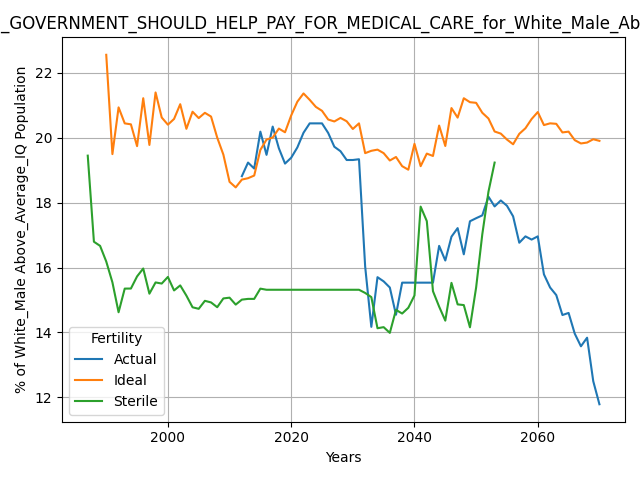 _GOVERNMENT_SHOULD_HELP_PAY_FOR_MEDICAL_CARE_for_White_Male_Ab
% of White_Male Above_Average_IQ Population
22
20
18
16
14
12
Fertility
Actual
Ideal
Sterile
2000
2020
2040
2060
Years